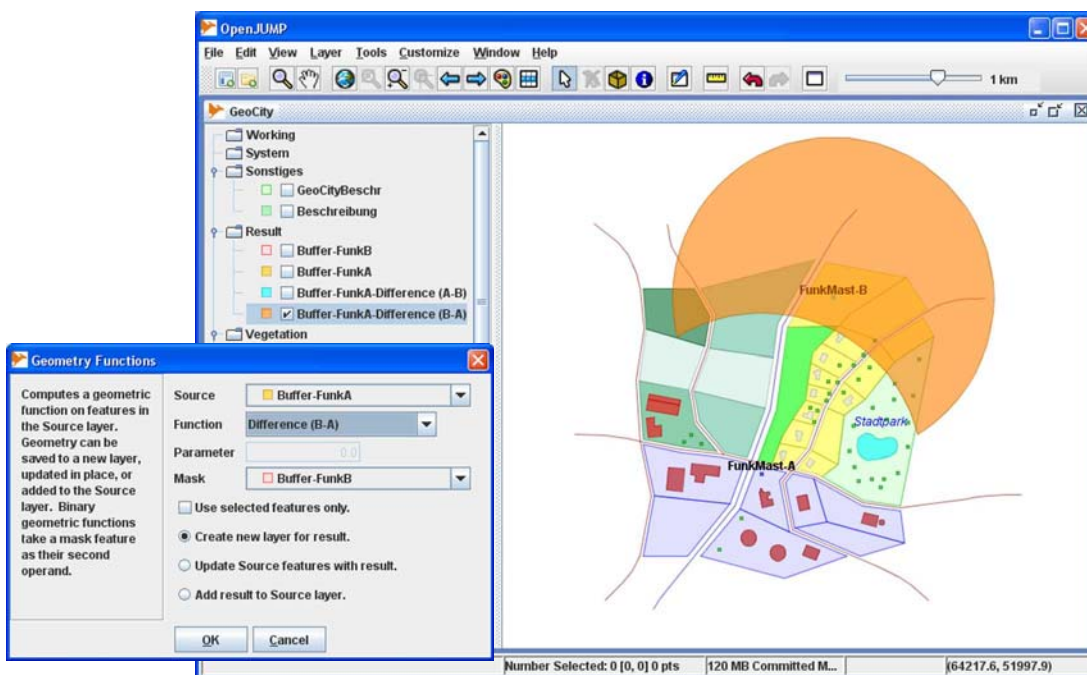 OpenJUMP
File Edit View Layer Tools Customize Window Help
1 km
GeoCity
Working
System
Sonstiges
GeoCityBeschr
Beschreibung
Result
Buffer-FunkB
Buffer-FunkA
Buffer-FunkA-Difference (A-B)
Buffer-FunkA-Difference (B-A)
Vegetation
FunkMast-B
Stadtpark
FunkMast-A
Geometry Functions
Computes a geometric
function on features in
the Source layer.
Geometry can be
saved to a new layer,
updated in place, or
added to the Source
layer. Binary
geometric functions
take a mask feature
as their second
operand.
Source Buffer-FunkA
Function Difference (B-A)
Parameter 0.0
Mask Buffer-FunkB
Use selected features only.
Create new layer for result.
Update Source features with result.
Add result to Source layer.
OK Cancel
Number Selected: 0 [0, 0] 0 pts 120 MB Committed M... (64217.6, 51997.9)